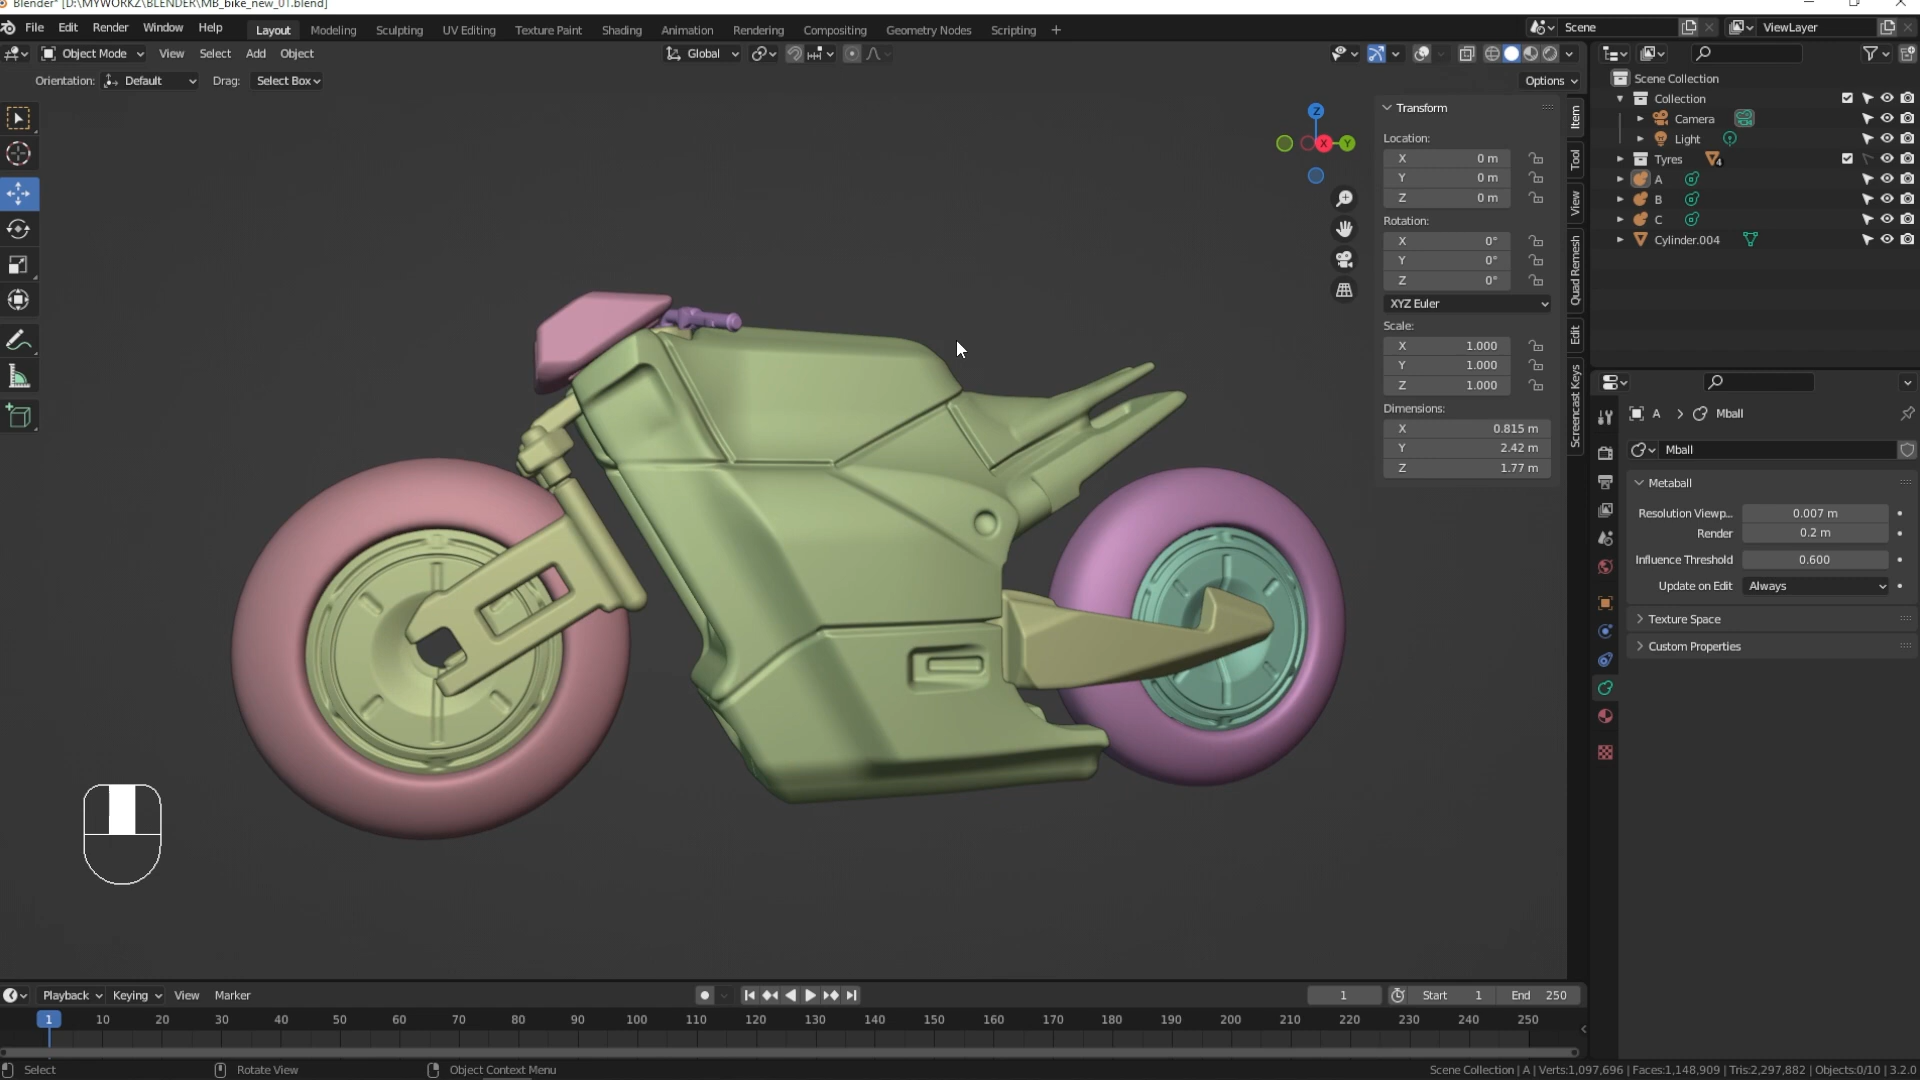 Blender* [D:\MYWORKZ\BLENDER\MB_bike_new_01.blend]
File Edit Render Window Help Layout Modeling Sculpting UV Editing Texture Paint Shading Animation Rendering Compositing Geometry Nodes Scripting + Scene ViewLayer
Object Mode View Select Add Object Global
Orientation: Default Drag: Select Box Options
Scene Collection
Collection
Camera
Light
Tyres 4
A
B
C
Cylinder.004
Z
X
Y
Transform
Location:
X 0 m
Y 0 m
Z 0 m
Rotation:
X 0°
Y 0°
Z 0°
XYZ Euler
Scale:
X 1.000
Y 1.000
Z 1.000
Dimensions:
X 0.815 m
Y 2.42 m
Z 1.77 m
Item
Tool
View
Quad Remesh
Edit
Screencast Keys
A > Mball
Mball
Metaball
Resolution Viewp... 0.007 m
Render 0.2 m
Influence Threshold 0.600
Update on Edit Always
Texture Space
Custom Properties
Playback Keying View Marker 1 Start 1 End 250
1 10 20 30 40 50 60 70 80 90 100 110 120 130 140 150 160 170 180 190 200 210 220 230 240 250
Select Rotate View Object Context Menu Scene Collection | A | Verts:1,097,696 | Faces:1,148,909 | Tris:2,297,882 | Objects:0/10 | 3.2.0